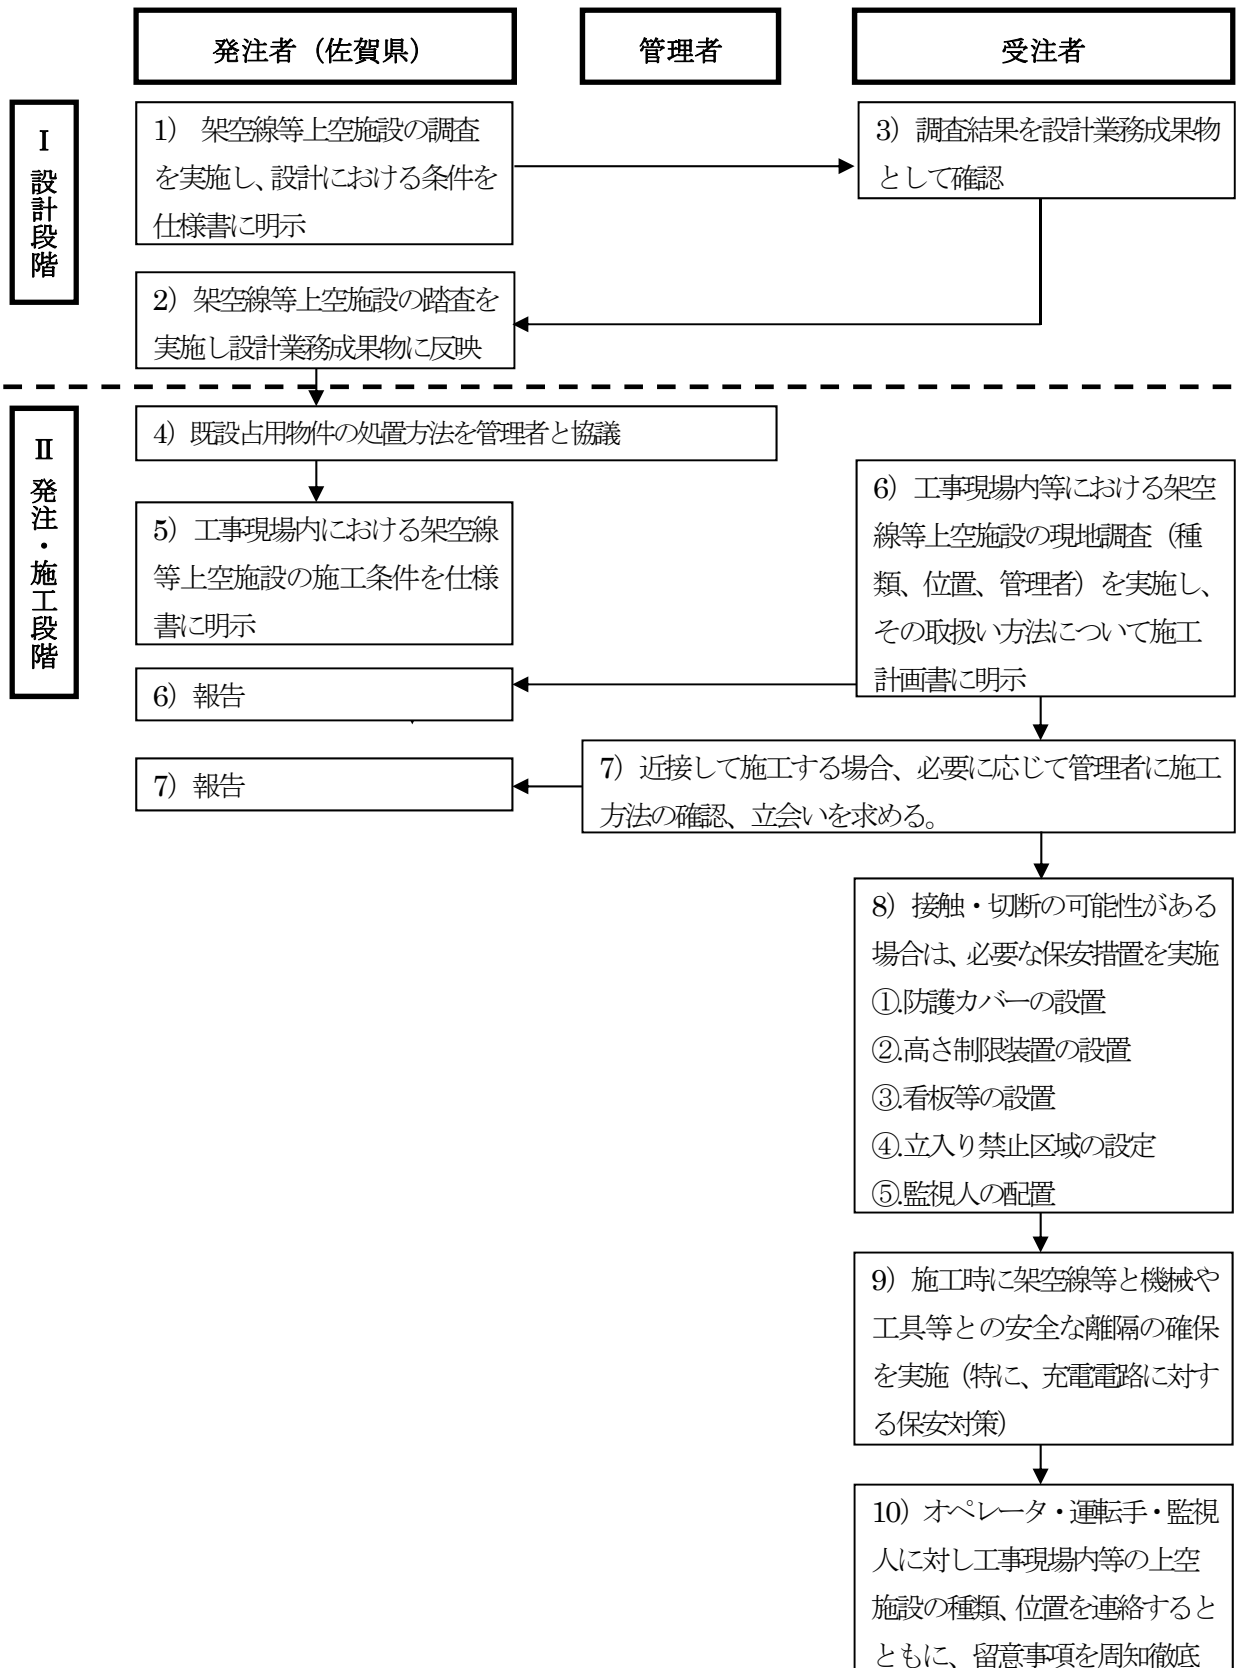 発注者（佐賀県）
管理者
受注者
Ⅰ 設計段階
1） 架空線等上空施設の調査
を実施し、設計における条件を
仕様書に明示
3）調査結果を設計業務成果物
として確認
2）架空線等上空施設の踏査を
実施し設計業務成果物に反映
Ⅱ 発注・施工段階
4）既設占用物件の処置方法を管理者と協議
5）工事現場内における架空線
等上空施設の施工条件を仕様
書に明示
6）工事現場内等における架空
線等上空施設の現地調査（種
類、位置、管理者）を実施し、
その取扱い方法について施工
計画書に明示
6）報告
7）近接して施工する場合、必要に応じて管理者に施工
方法の確認、立会いを求める。
7）報告
8）接触・切断の可能性がある
場合は、必要な保安措置を実施
①.防護カバーの設置
②.高さ制限装置の設置
③.看板等の設置
④.立入り禁止区域の設定
⑤.監視人の配置
9）施工時に架空線等と機械や
工具等との安全な離隔の確保
を実施（特に、充電電路に対す
る保安対策）
10）オペレータ・運転手・監視
人に対し工事現場内等の上空
施設の種類、位置を連絡すると
ともに、留意事項を周知徹底